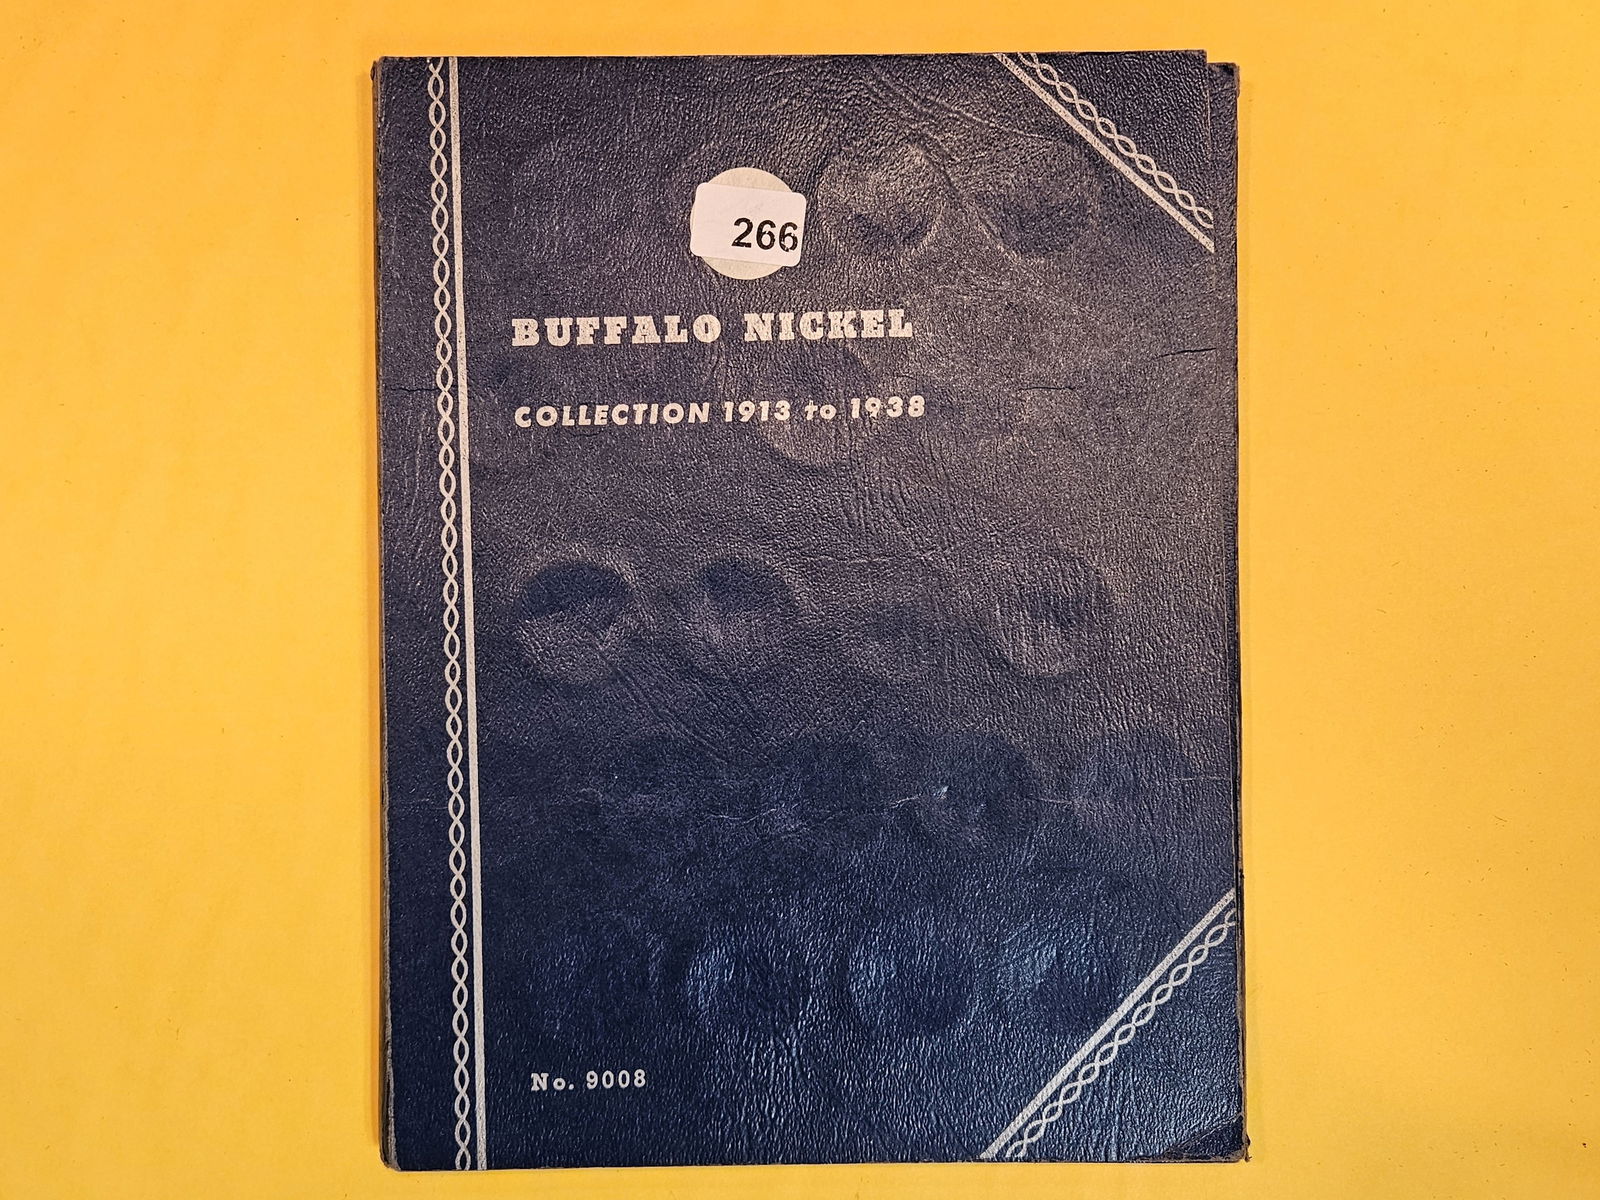 266
BUFFALO NICKEL
COLLECTION 1913 to 1938
No. 9008